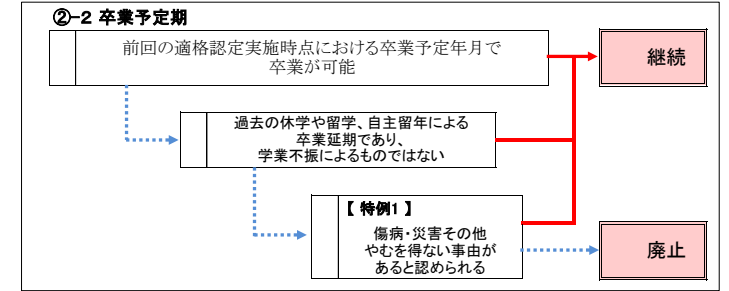 ②-2 卒業予定期
前回の適格認定実施時点における卒業予定年月で
卒業が可能
継続
過去の休学や留学、自主留年による
卒業延期であり、
学業不振によるものではない
【 特例1 】
傷病・災害その他
やむを得ない事由が
あると認められる
廃止